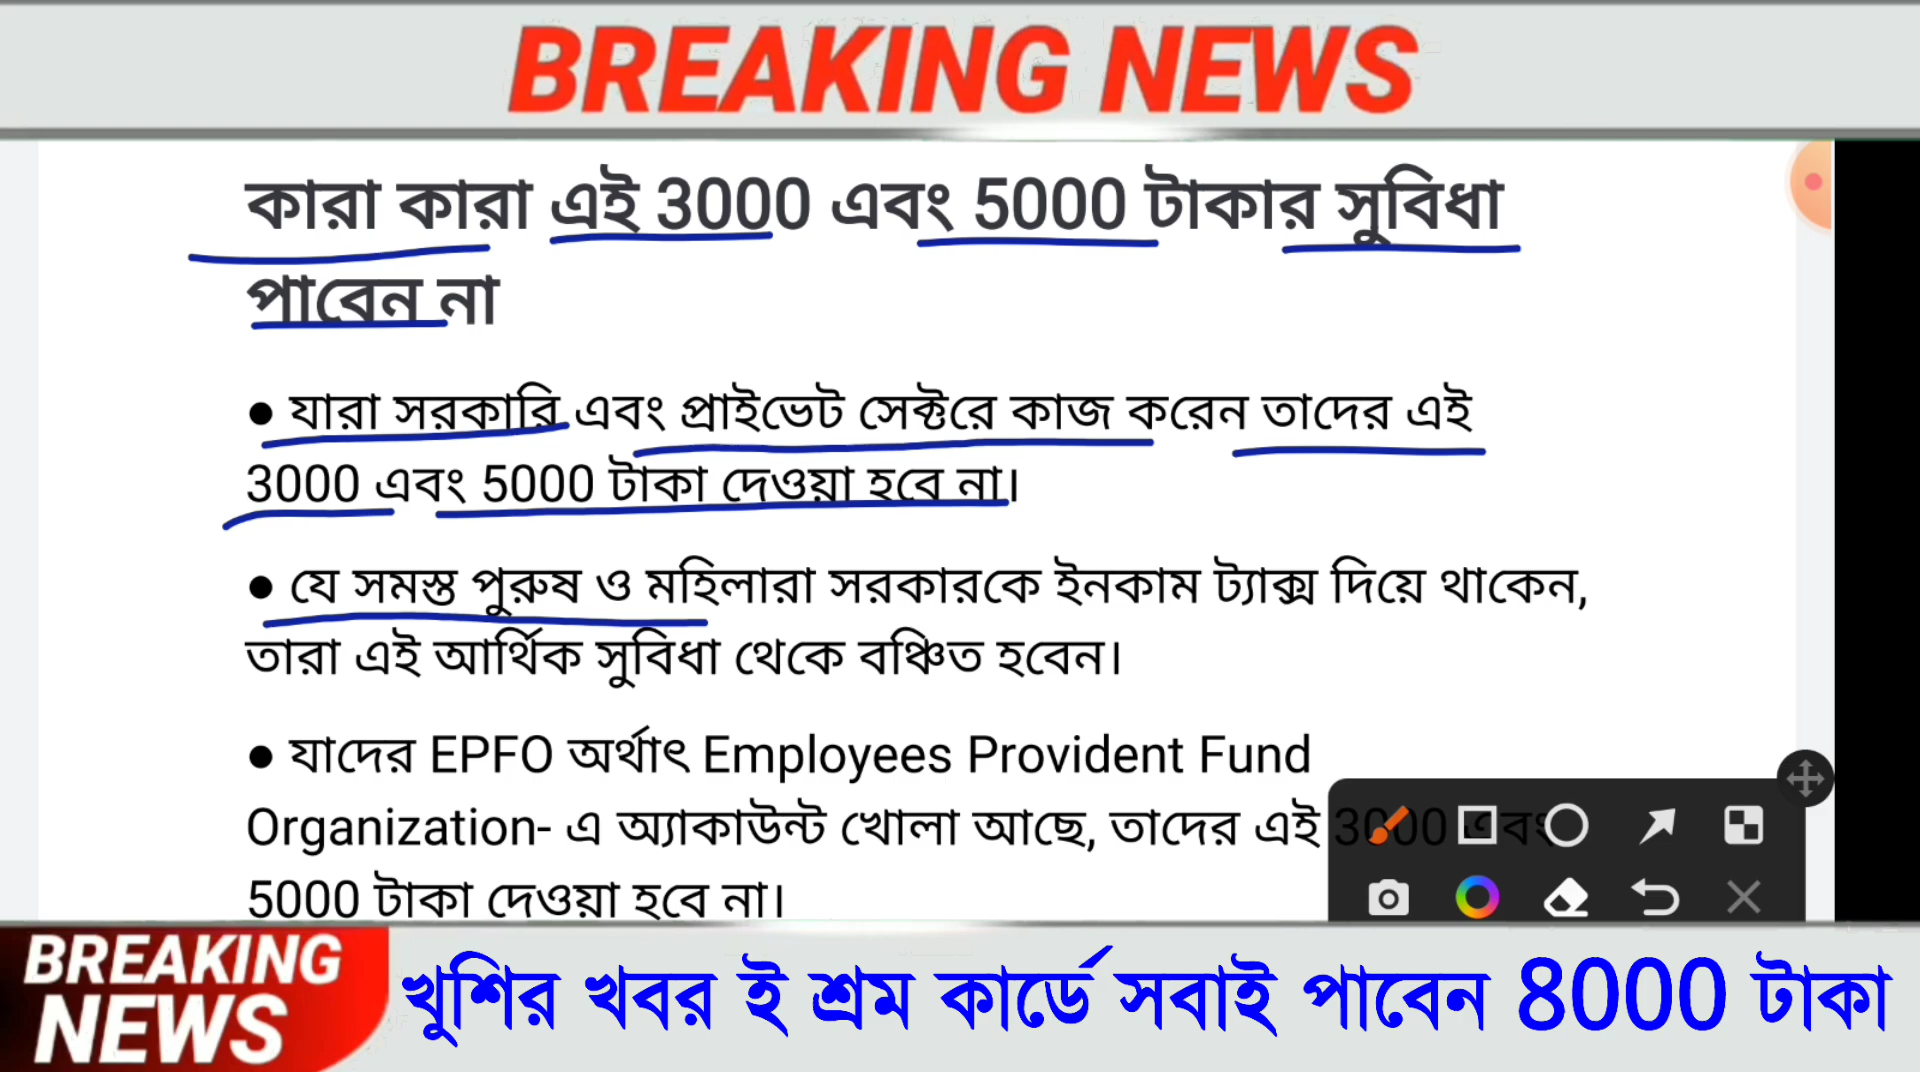 BREAKING NEWS
কারা কারা এই 3000 এবং 5000 টাকার সুবিধা
পাবেন না
● যারা সরকারি এবং প্রাইভেট সেক্টরে কাজ করেন তাদের এই
3000 এবং 5000 টাকা দেওয়া হবে না।
● যে সমস্ত পুরুষ ও মহিলারা সরকারকে ইনকাম ট্যাক্স দিয়ে থাকেন,
তারা এই আর্থিক সুবিধা থেকে বঞ্চিত হবেন।
● যাদের EPFO অর্থাৎ Employees Provident Fund
Organization- এ অ্যাকাউন্ট খোলা আছে, তাদের এই 3000 এবং
5000 টাকা দেওয়া হবে না।
BREAKING
NEWS
খুশির খবর ই শ্রম কার্ডে সবাই পাবেন 8000 টাকা